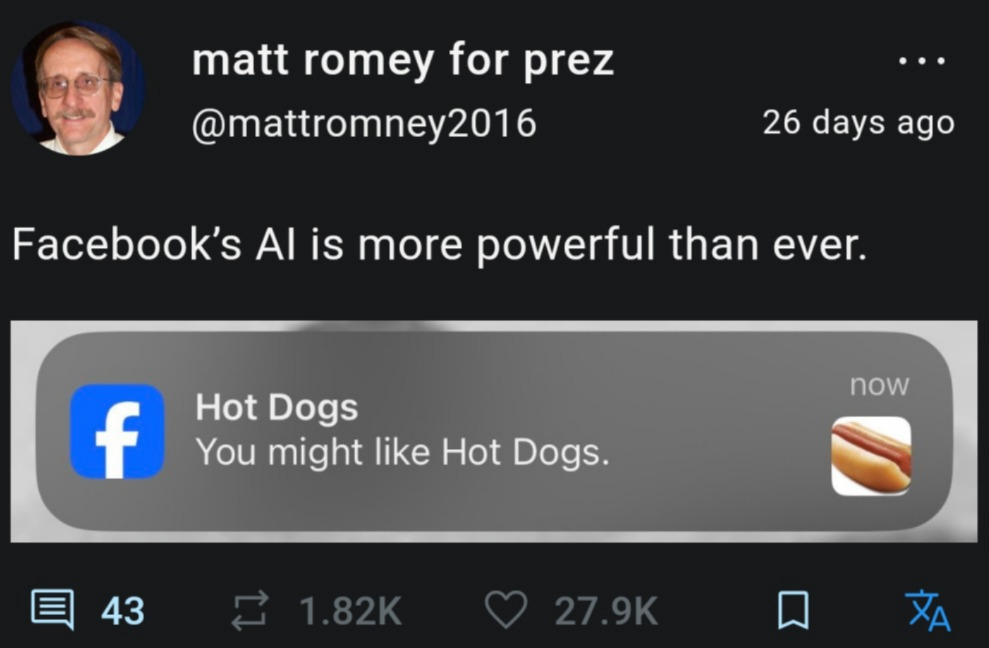 matt romey for prez
...
@mattromney2016
26 days ago
Facebook's AI is more powerful than ever.
now
Hot Dogs
You might like Hot Dogs.
43
1.82K
27.9K